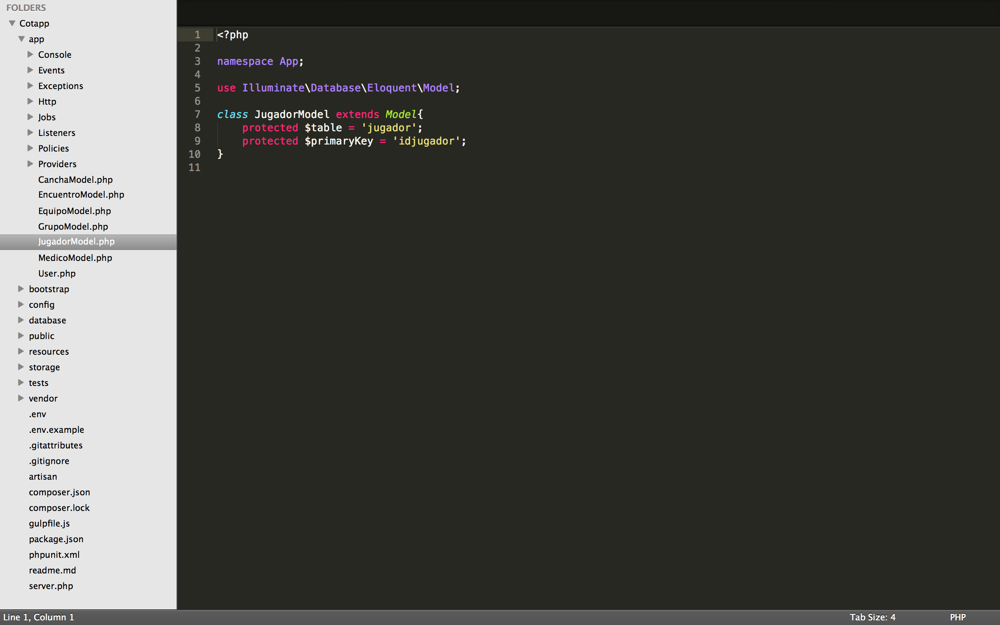 FOLDERS
Cotapp
app
Console
Events
Exceptions
Http
Jobs
Listeners
Policies
Providers
CanchaModel.php
EncuentroModel.php
EquipoModel.php
GrupoModel.php
JugadorModel.php
MedicoModel.php
User.php
bootstrap
config
database
public
resources
storage
tests
vendor
.env
.env.example
.gitattributes
.gitignore
artisan
composer.json
composer.lock
gulpfile.js
package.json
phpunit.xml
readme.md
server.php
1 <?php
2
3 namespace App;
4
5 use Illuminate\Database\Eloquent\Model;
6
7 class JugadorModel extends Model{
8     protected $table = 'jugador';
9     protected $primaryKey = 'idjugador';
10 }
11
Line 1, Column 1
Tab Size: 4
PHP